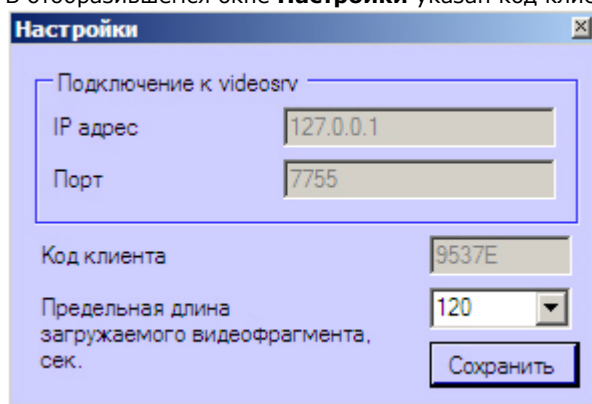 В отобразившемся окне Настройки указан код клие
Настройки
Подключение к videosrv
IP адрес 127.0.0.1
Порт 7755
Код клиента 9537E
Предельная длина 120
загружаемого видеофрагмента,
сек. Сохранить